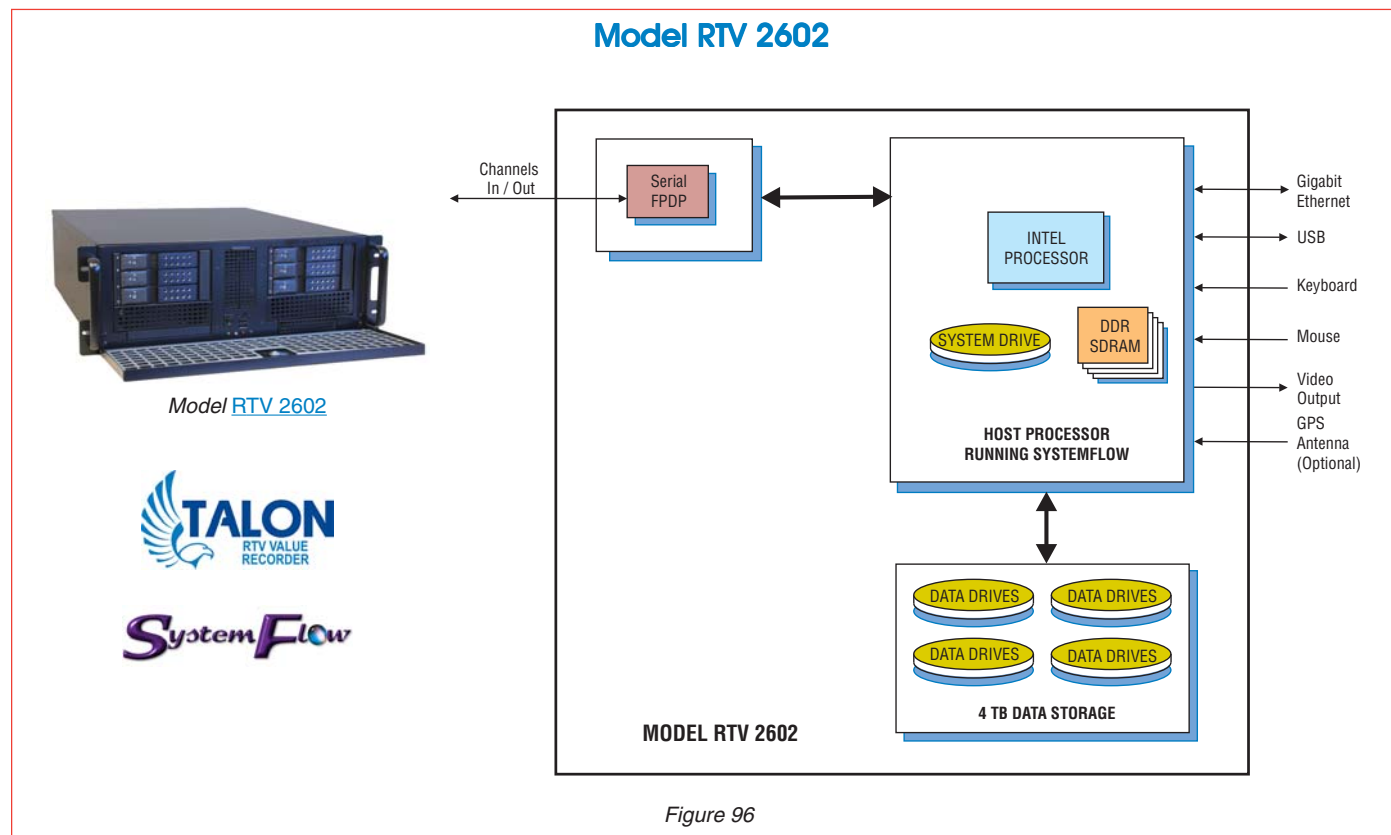 Model RTV 2602
Channels
In / Out
Serial
FPDP
INTEL
PROCESSOR
SYSTEM DRIVE
DDR
SDRAM
HOST PROCESSOR
RUNNING SYSTEMFLOW
Gigabit
Ethernet
USB
Keyboard
Mouse
Video
Output
GPS
Antenna
(Optional)
Model RTV 2602
TALON
RTV VALUE
RECORDER
SystemFlow
DATA DRIVES
DATA DRIVES
DATA DRIVES
DATA DRIVES
4 TB DATA STORAGE
MODEL RTV 2602
Figure 96